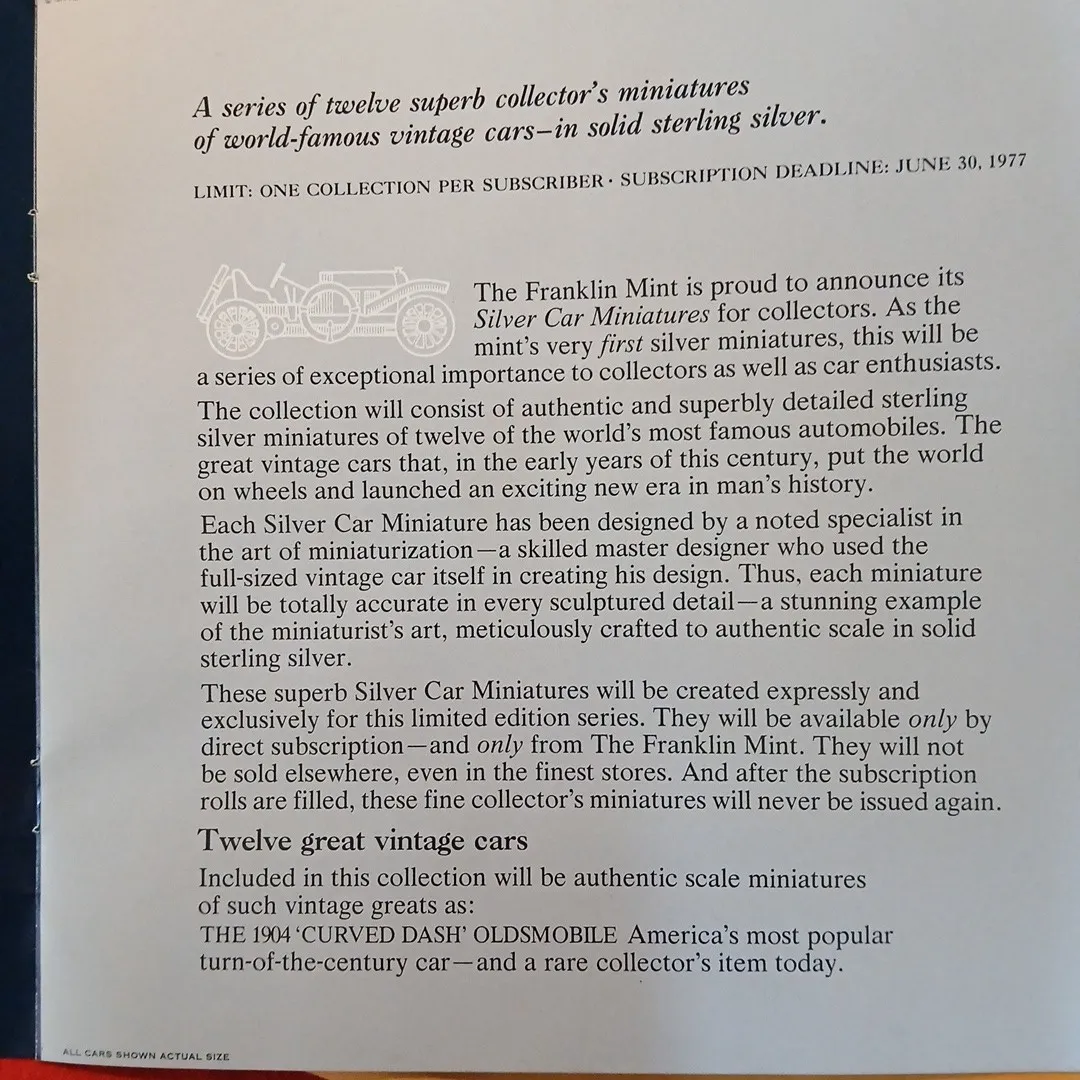 A series of twelve superb collector's miniatures
of world-famous vintage cars—in solid sterling silver.
LIMIT: ONE COLLECTION PER SUBSCRIBER · SUBSCRIPTION DEADLINE: JUNE 30, 1977
The Franklin Mint is proud to announce its
Silver Car Miniatures for collectors. As the
mint's very first silver miniatures, this will be
a series of exceptional importance to collectors as well as car enthusiasts.
The collection will consist of authentic and superbly detailed sterling
silver miniatures of twelve of the world's most famous automobiles. The
great vintage cars that, in the early years of this century, put the world
on wheels and launched an exciting new era in man's history.
Each Silver Car Miniature has been designed by a noted specialist in
the art of miniaturization—a skilled master designer who used the
full-sized vintage car itself in creating his design. Thus, each miniature
will be totally accurate in every sculptured detail—a stunning example
of the miniaturist's art, meticulously crafted to authentic scale in solid
sterling silver.
These superb Silver Car Miniatures will be created expressly and
exclusively for this limited edition series. They will be available only by
direct subscription—and only from The Franklin Mint. They will not
be sold elsewhere, even in the finest stores. And after the subscription
rolls are filled, these fine collector's miniatures will never be issued again.
Twelve great vintage cars
Included in this collection will be authentic scale miniatures
of such vintage greats as:
THE 1904 'CURVED DASH' OLDSMOBILE America's most popular
turn-of-the-century car—and a rare collector's item today.
ALL CARS SHOWN ACTUAL SIZE